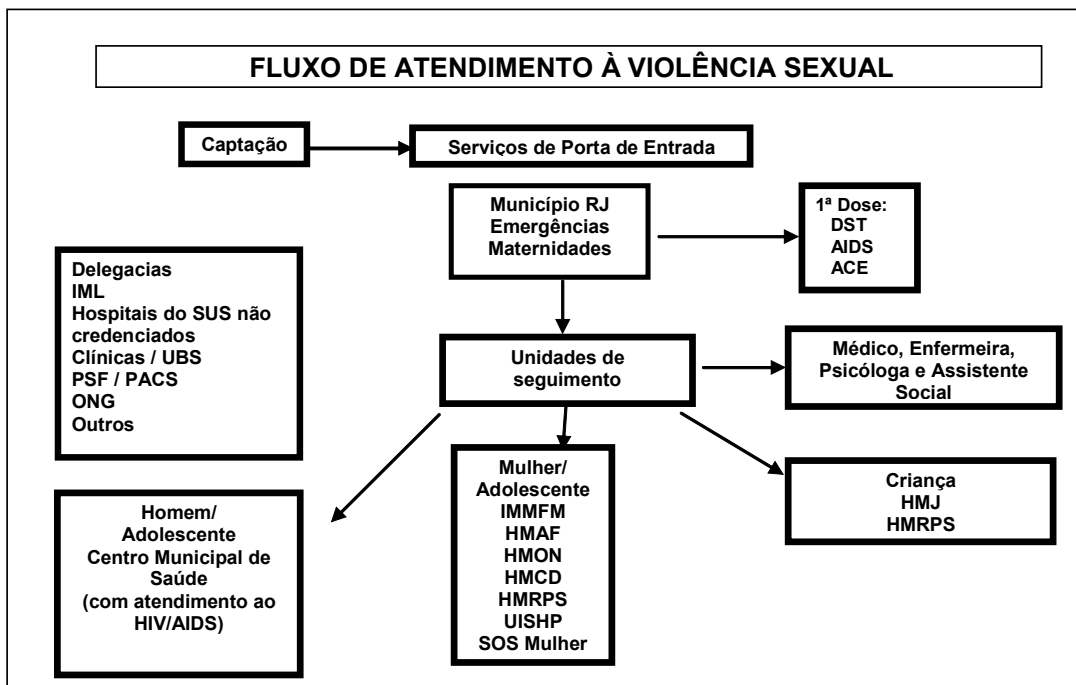 FLUXO DE ATENDIMENTO À VIOLÊNCIA SEXUAL
Captação
Serviços de Porta de Entrada
Município RJ
Emergências
Maternidades
1ª Dose:
DST
AIDS
ACE
Delegacias
IML
Hospitais do SUS não
credenciados
Clínicas / UBS
PSF / PACS
ONG
Outros
Unidades de
seguimento
Médico, Enfermeira,
Psicóloga e Assistente
Social
Homem/
Adolescente
Centro Municipal de
Saúde
(com atendimento ao
HIV/AIDS)
Mulher/
Adolescente
IMMFM
HMAF
HMON
HMCD
HMRPS
UISHP
SOS Mulher
Criança
HMJ
HMRPS